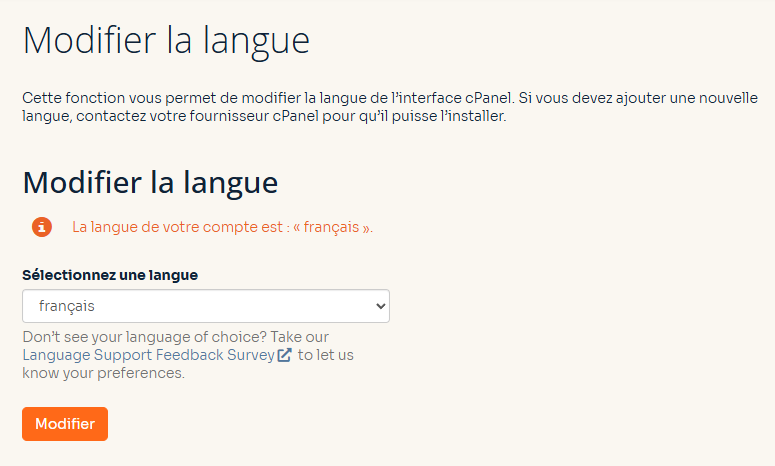 Modifier la langue
Cette fonction vous permet de modifier la langue de l’interface cPanel. Si vous devez ajouter une nouvelle
langue, contactez votre fournisseur cPanel pour qu’il puisse l’installer.
Modifier la langue
La langue de votre compte est : « français ».
Sélectionnez une langue
français
Don’t see your language of choice? Take our
Language Support Feedback Survey to let us
know your preferences.
Modifier